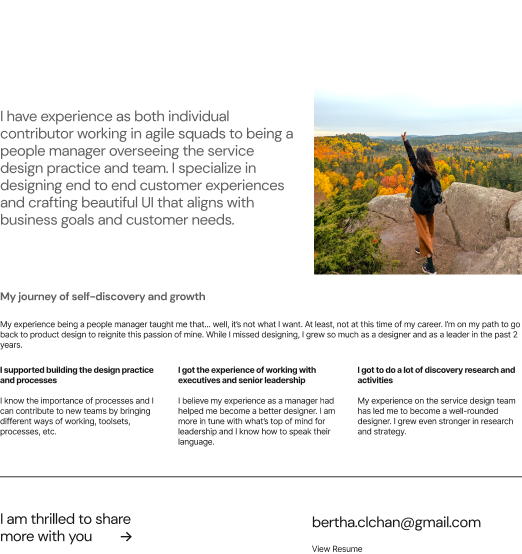 I have experience as both individual
contributor working in agile squads to being a
people manager overseeing the service
design practice and team. I specialize in
designing end to end customer experiences
and crafting beautiful UI that aligns with
business goals and customer needs.
My journey of self-discovery and growth
My experience being a people manager taught me that... well, it's not what I want. At least, not at this time of my career. I'm on my path to go
back to product design to reignite this passion of mine. While I missed designing, I grew so much as a designer and as a leader in the past 2
years.
I supported building the design practice
and processes
I know the importance of processes and I
can contribute to new teams by bringing
different ways of working, toolsets,
processes, etc.
I got the experience of working with
executives and senior leadership
I believe my experience as a manager had
helped me become a better designer. I am
more in tune with what's top of mind for
leadership and I know how to speak their
language.
I got to do a lot of discovery research and
activities
My experience on the service design team
has led me to become a well-rounded
designer. I grew even stronger in research
and strategy.
I am thrilled to share
more with you →
bertha.clchan@gmail.com
View Resume